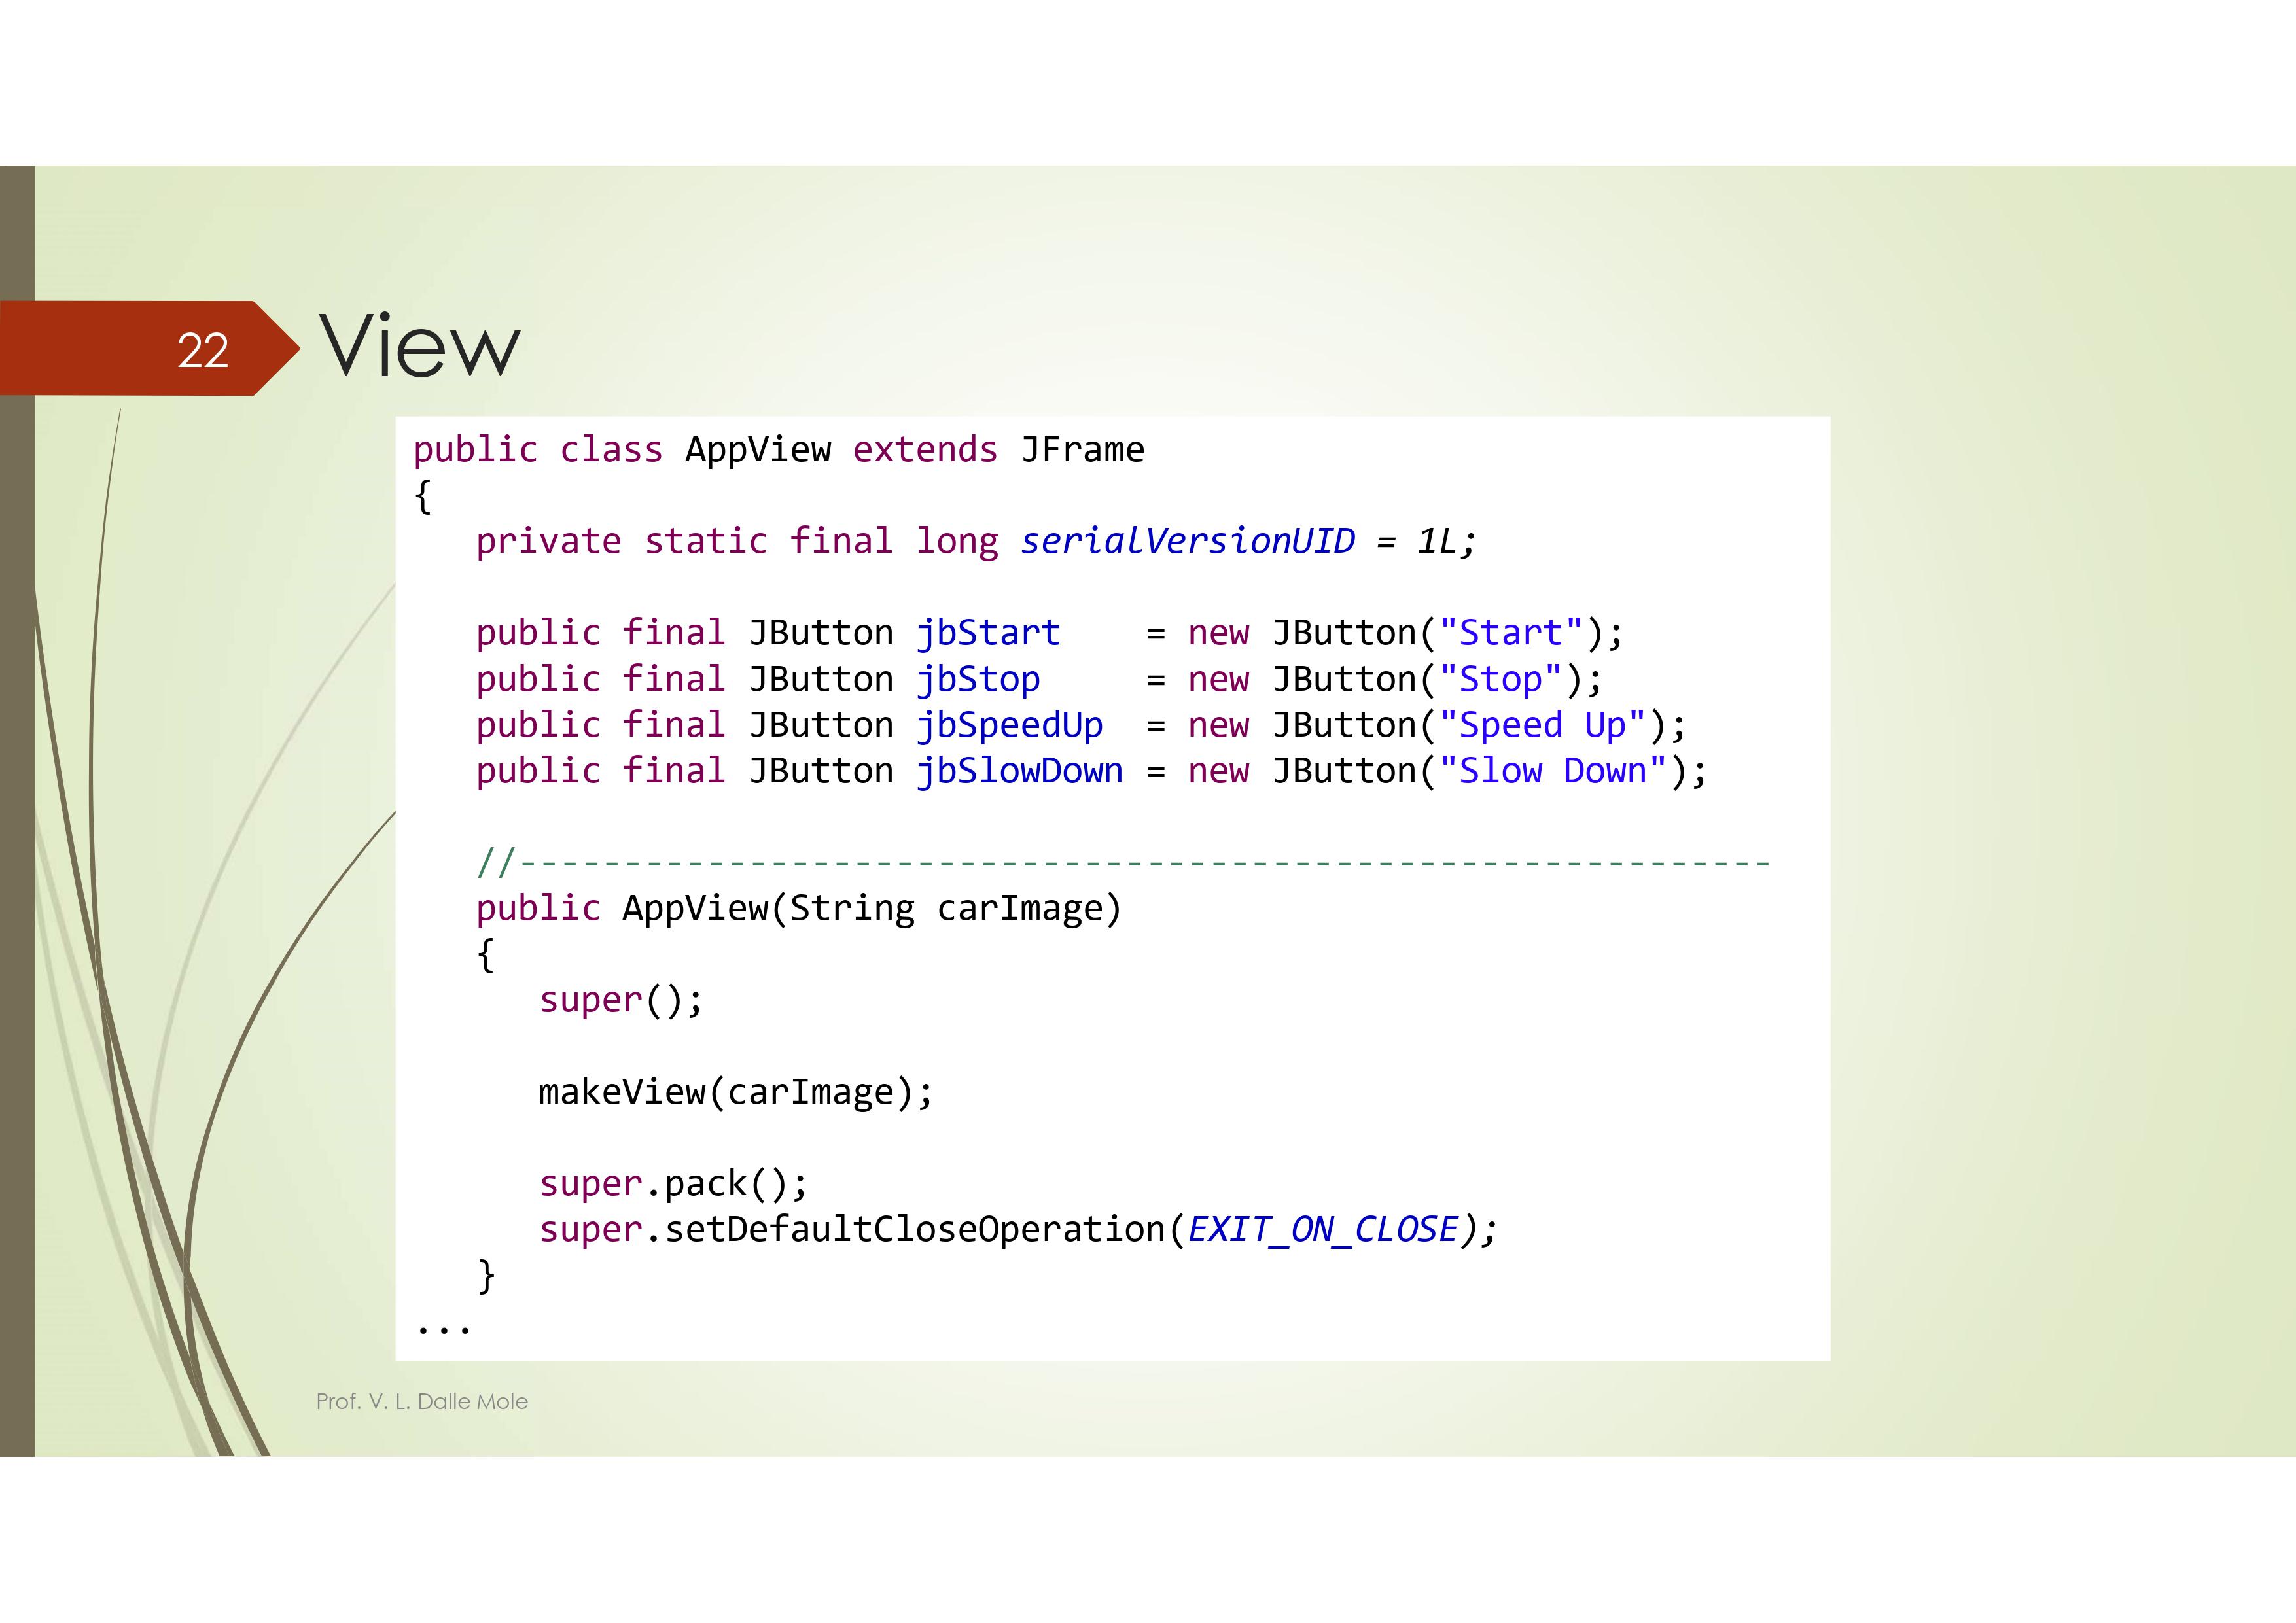 22
View
public class AppView extends JFrame
{
   private static final long serialVersionUID = 1L;

   public final JButton jbStart    = new JButton("Start");
   public final JButton jbStop     = new JButton("Stop");
   public final JButton jbSpeedUp  = new JButton("Speed Up");
   public final JButton jbSlowDown = new JButton("Slow Down");

   //------------------------------------------------------------
   public AppView(String carImage)
   {
      super();

      makeView(carImage);

      super.pack();
      super.setDefaultCloseOperation(EXIT_ON_CLOSE);
   }
...
Prof. V. L. Dalle Mole